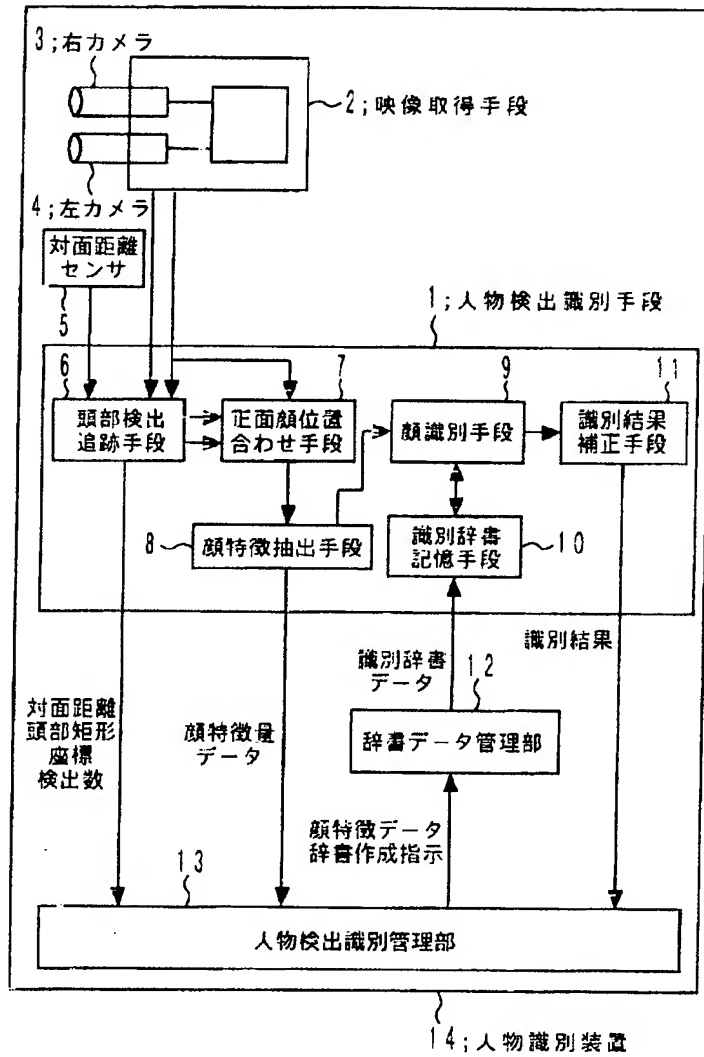 3;右カメラ
2;映像取得手段
4;左カメラ
対面距離
センサ
5
1;人物検出識別手段
6
7
9
11
頭部検出
追跡手段
正面顔位置
合わせ手段
顔識別手段
識別結果
補正手段
8
顔特徴抽出手段
識別辞書
記憶手段
10
識別辞書
データ
識別結果
12
対面距離
頭部矩形
座標
検出数
顔特徴量
データ
辞書データ管理部
顔特徴データ
辞書作成指示
13
人物検出識別管理部
14;人物識別装置